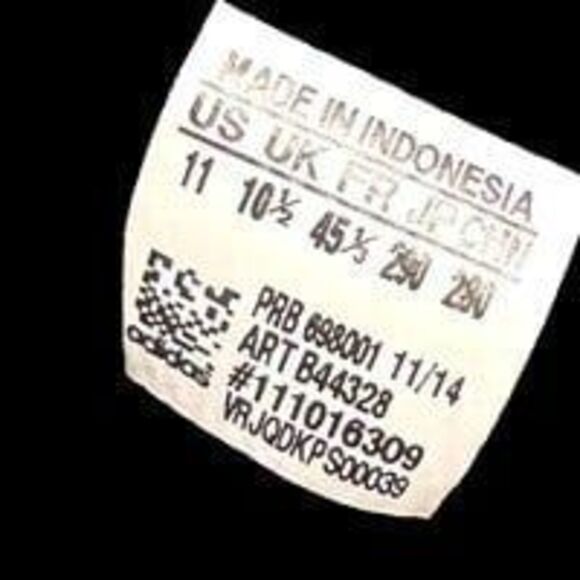 MADE IN INDONESIA
US UK FR JP CHN
11 10½ 45⅓ 290 280
adidas
PRB 698001 11/14
ART B44328
#111016309
VRJQDKPS00039